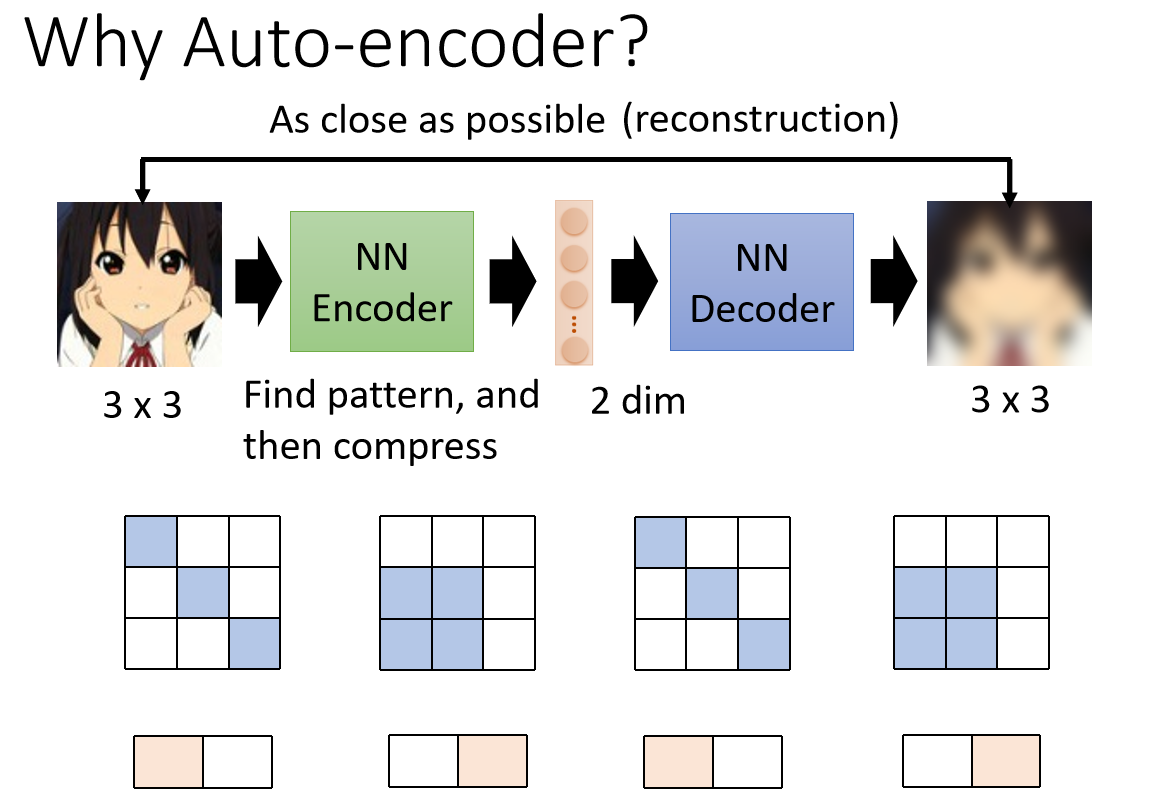 Why Auto-encoder?
As close as possible (reconstruction)
NN
Encoder
NN
Decoder
3 x 3
Find pattern, and
then compress
2 dim
3 x 3